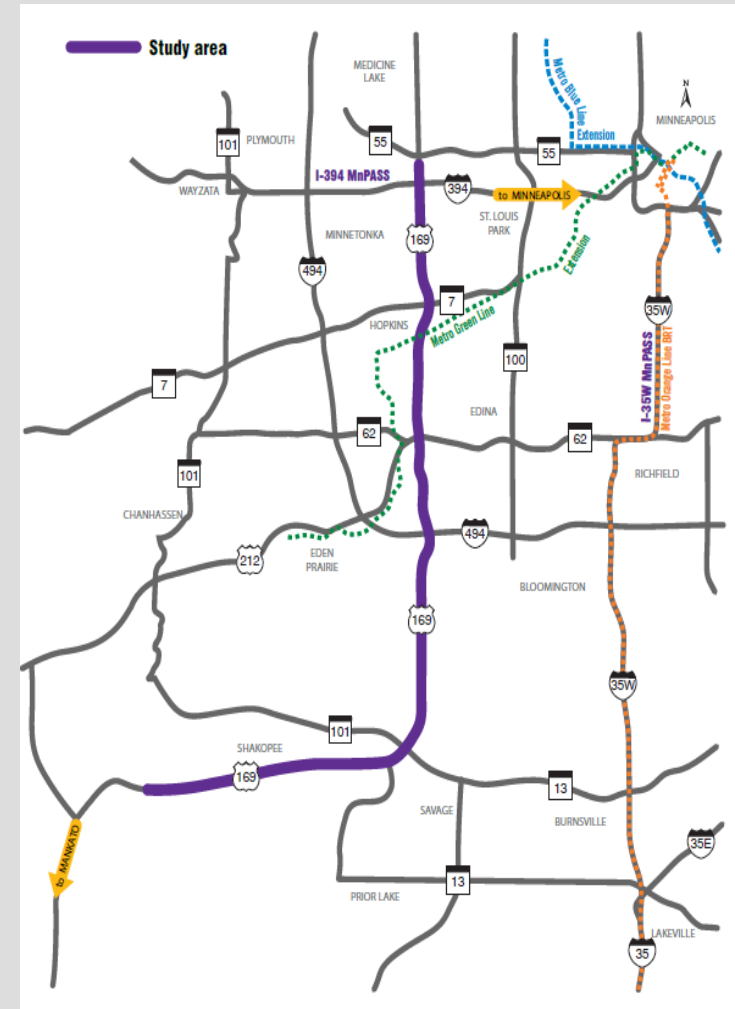 Study area
MEDICINE
LAKE
Metro Blue Line
Extension
N
MINNEAPOLIS
101
PLYMOUTH
55
55
I-394 MnPASS
394
to MINNEAPOLIS
WAYZATA
ST. LOUIS
PARK
MINNETONKA
169
Extension
494
7
35W
HOPKINS
Metro Green Line
100
I-35W MnPASS
Metro Orange Line BRT
7
EDINA
62
62
101
RICHFIELD
CHANHASSEN
494
212
EDEN
PRAIRIE
BLOOMINGTON
169
35W
101
SHAKOPEE
169
13
SAVAGE
BURNSVILLE
35E
to MANKATO
13
PRIOR LAKE
LAKEVILLE
35